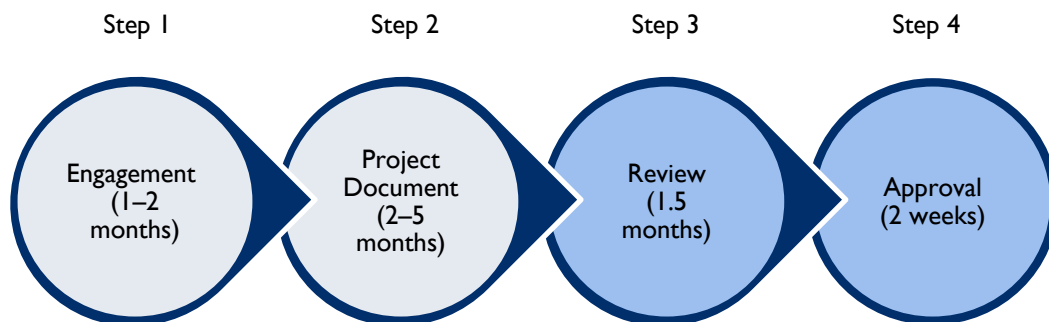 Step 1
Step 2
Step 3
Step 4
Engagement
(1–2
months)
Project
Document
(2–5
months)
Review
(1.5
months)
Approval
(2 weeks)